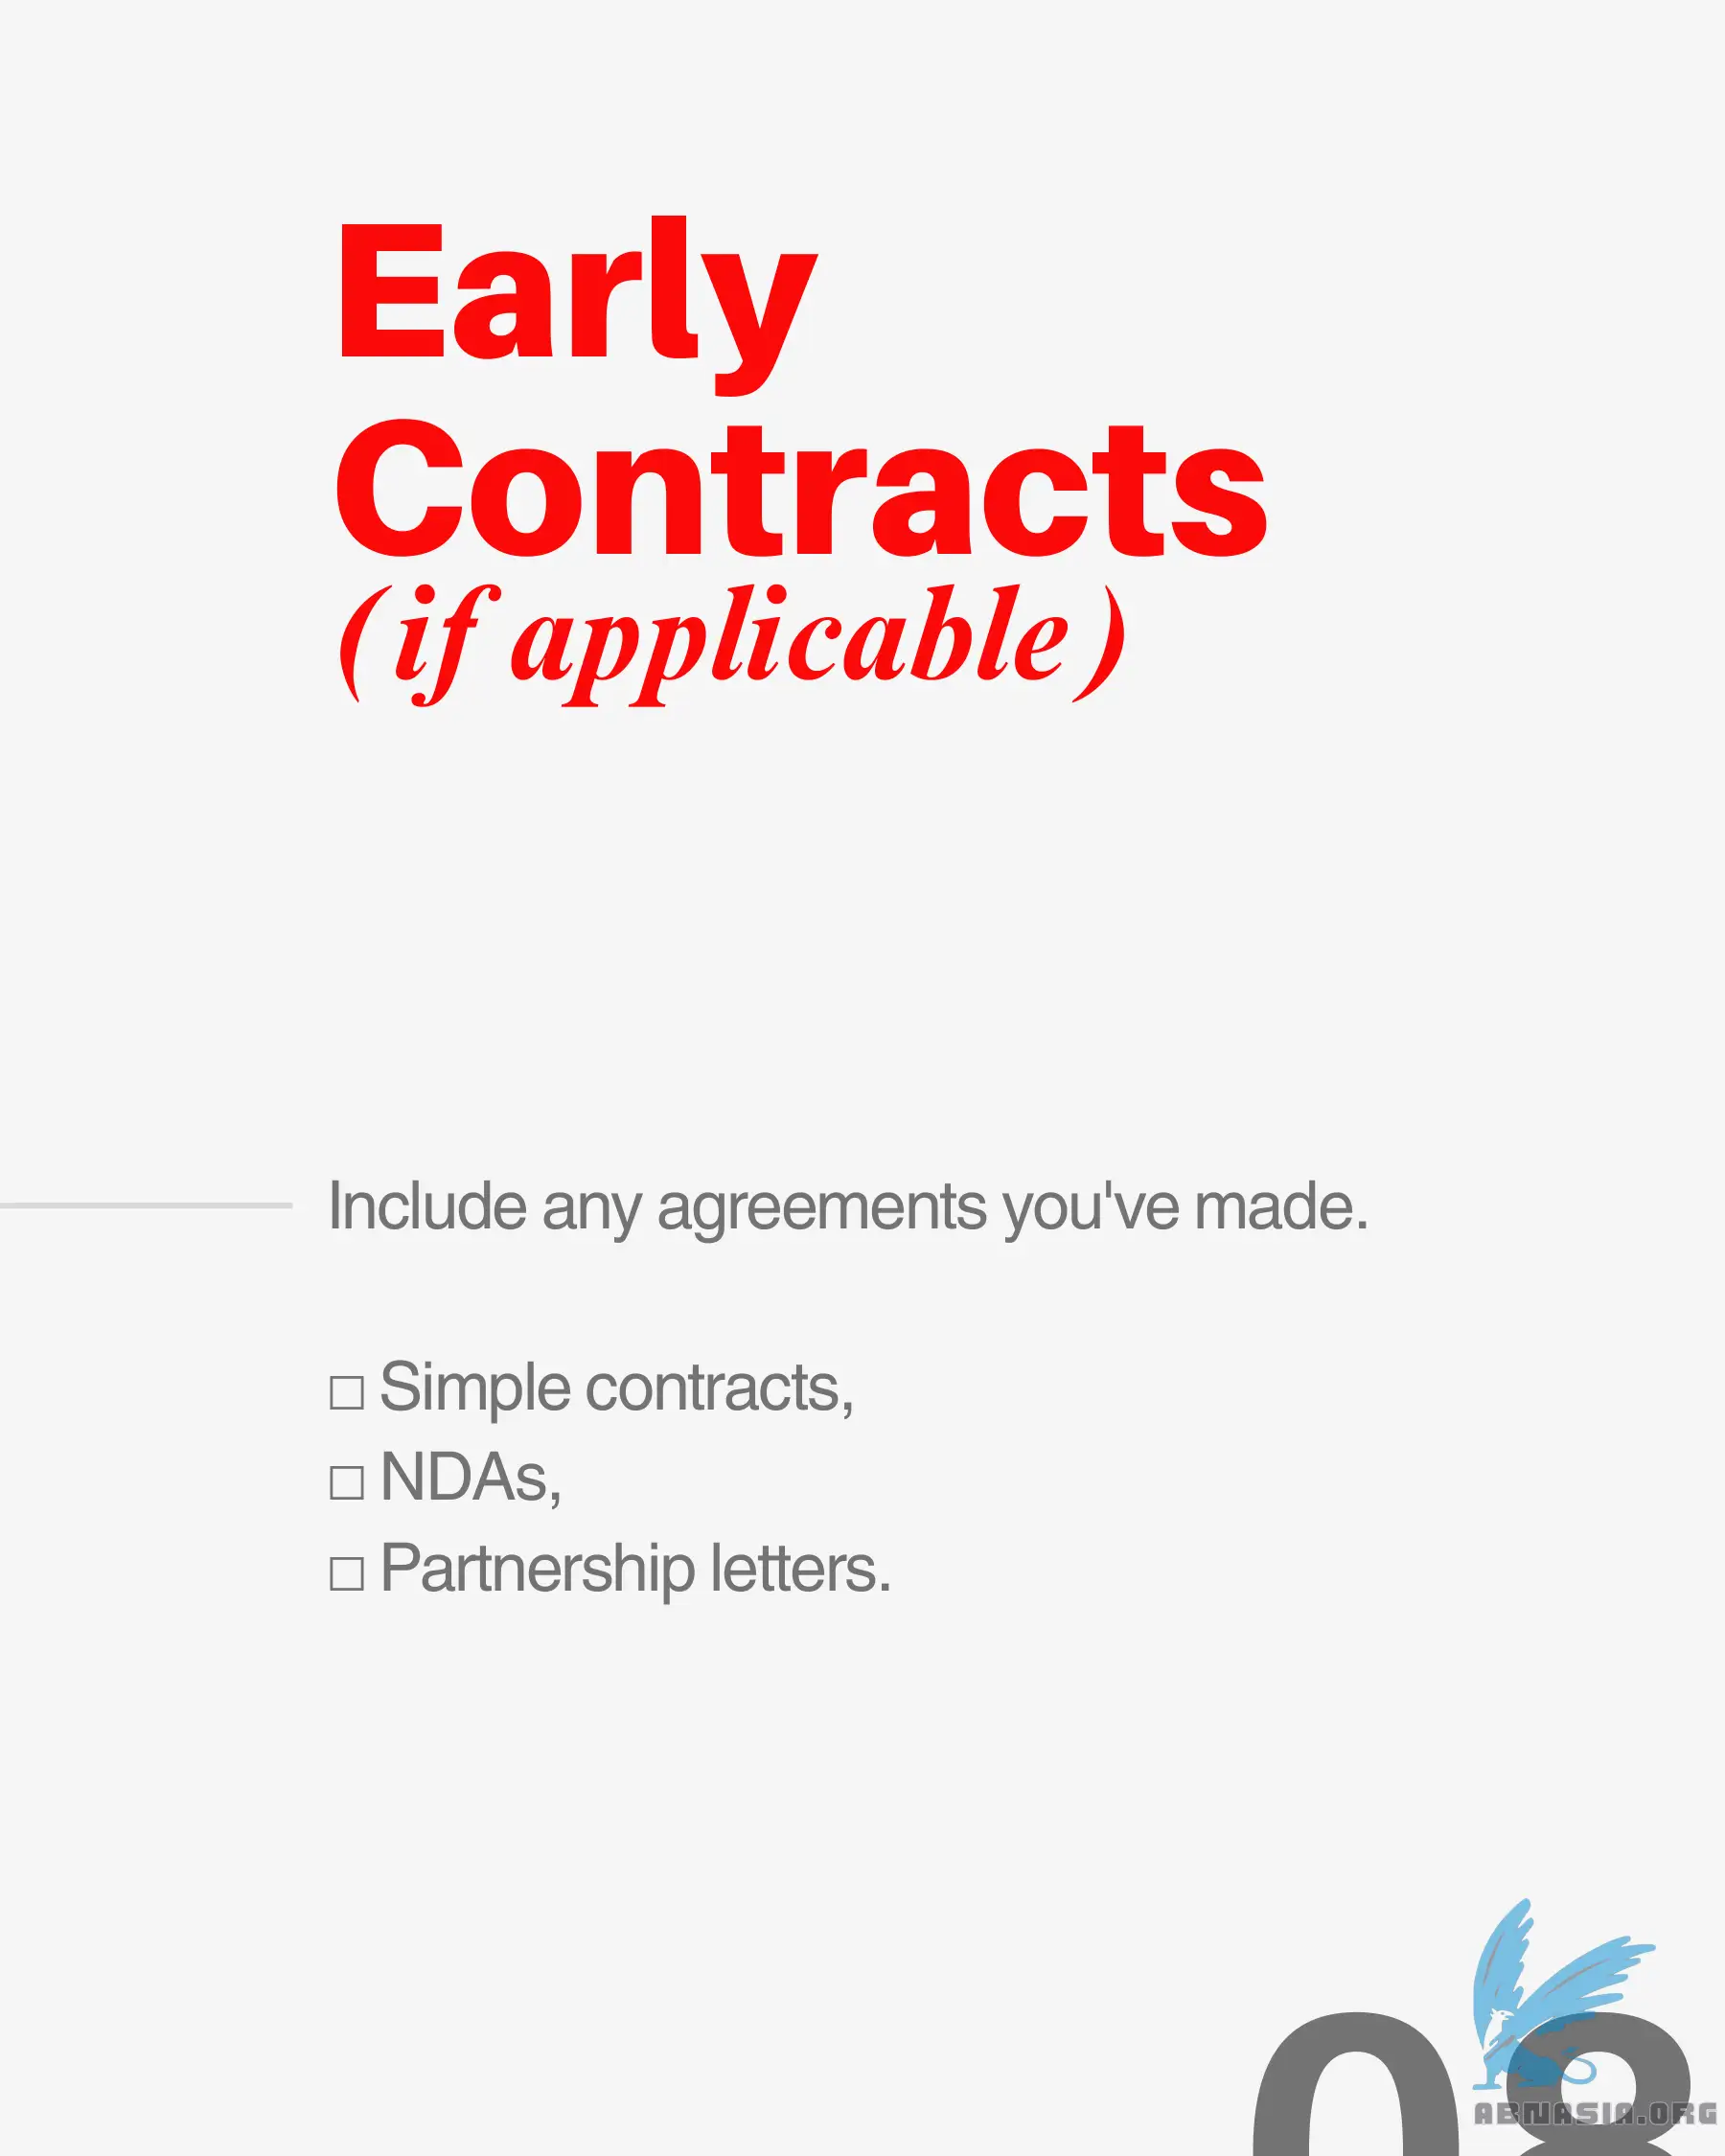 Early
Contracts
(if applicable)
Include any agreements you've made.
☐ Simple contracts,
☐ NDAs,
☐ Partnership letters.
08
ABNASIA.ORG